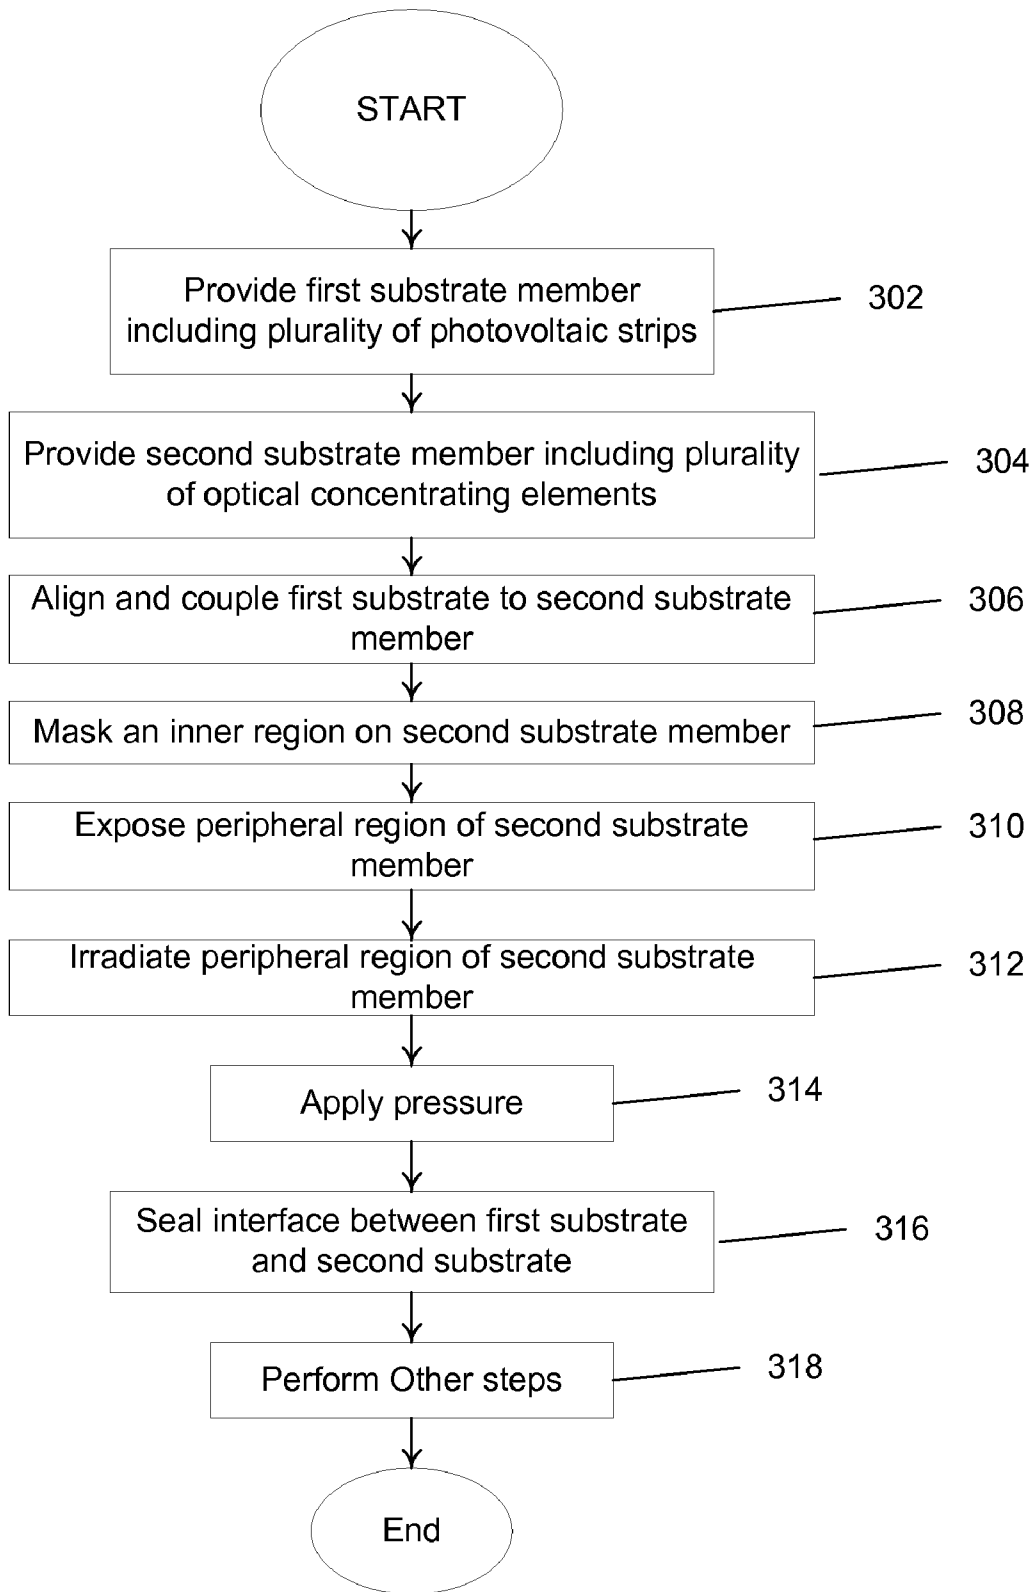 START
Provide first substrate member
including plurality of photovoltaic strips
302
Provide second substrate member including plurality
of optical concentrating elements
304
Align and couple first substrate to second substrate
member
306
Mask an inner region on second substrate member
308
Expose peripheral region of second substrate
member
310
Irradiate peripheral region of second substrate
member
312
Apply pressure
314
Seal interface between first substrate
and second substrate
316
Perform Other steps
318
End